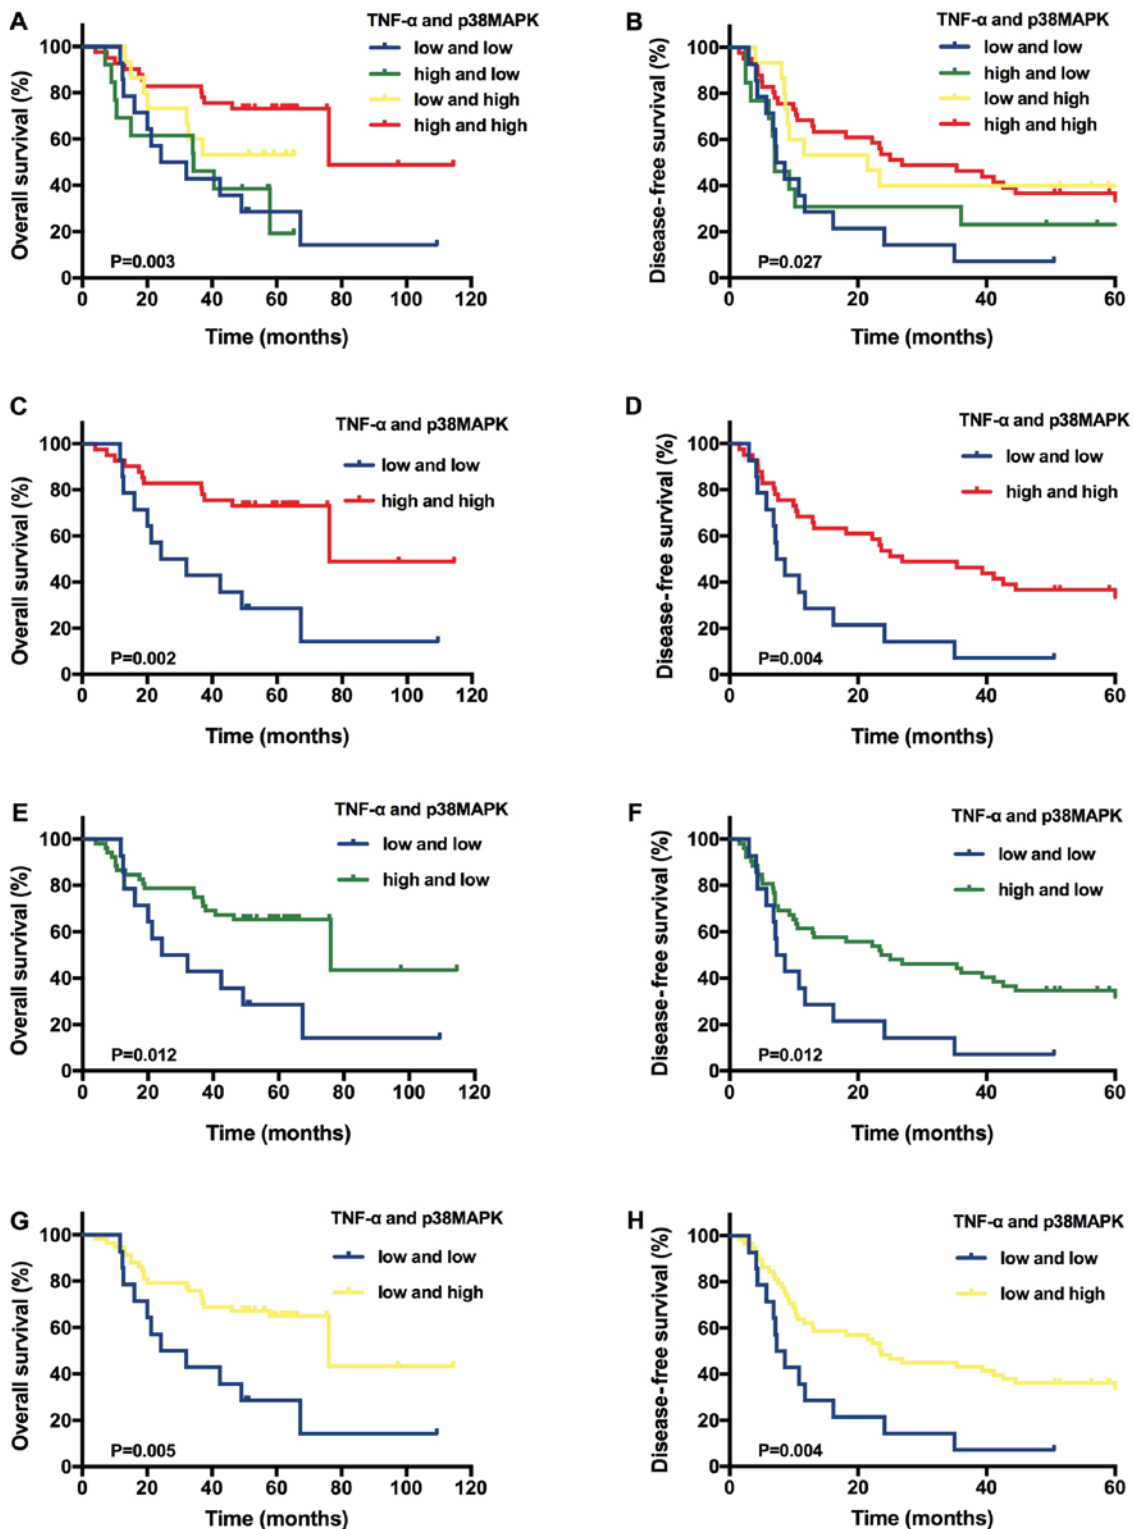 A
TNF-α and p38MAPK
low and low
high and low
low and high
high and high
Overall survival (%)
100
80
60
40
20
0
P=0.003
0 20 40 60 80 100 120
Time (months)
B
TNF-α and p38MAPK
low and low
high and low
low and high
high and high
Disease-free survival (%)
100
80
60
40
20
0
P=0.027
0 20 40 60
Time (months)
C
TNF-α and p38MAPK
low and low
high and high
Overall survival (%)
100
80
60
40
20
0
P=0.002
0 20 40 60 80 100 120
Time (months)
D
TNF-α and p38MAPK
low and low
high and high
Disease-free survival (%)
100
80
60
40
20
0
P=0.004
0 20 40 60
Time (months)
E
TNF-α and p38MAPK
low and low
high and low
Overall survival (%)
100
80
60
40
20
0
P=0.012
0 20 40 60 80 100 120
Time (months)
F
TNF-α and p38MAPK
low and low
high and low
Disease-free survival (%)
100
80
60
40
20
0
P=0.012
0 20 40 60
Time (months)
G
TNF-α and p38MAPK
low and low
low and high
Overall survival (%)
100
80
60
40
20
0
P=0.005
0 20 40 60 80 100 120
Time (months)
H
TNF-α and p38MAPK
low and low
low and high
Disease-free survival (%)
100
80
60
40
20
0
P=0.004
0 20 40 60
Time (months)